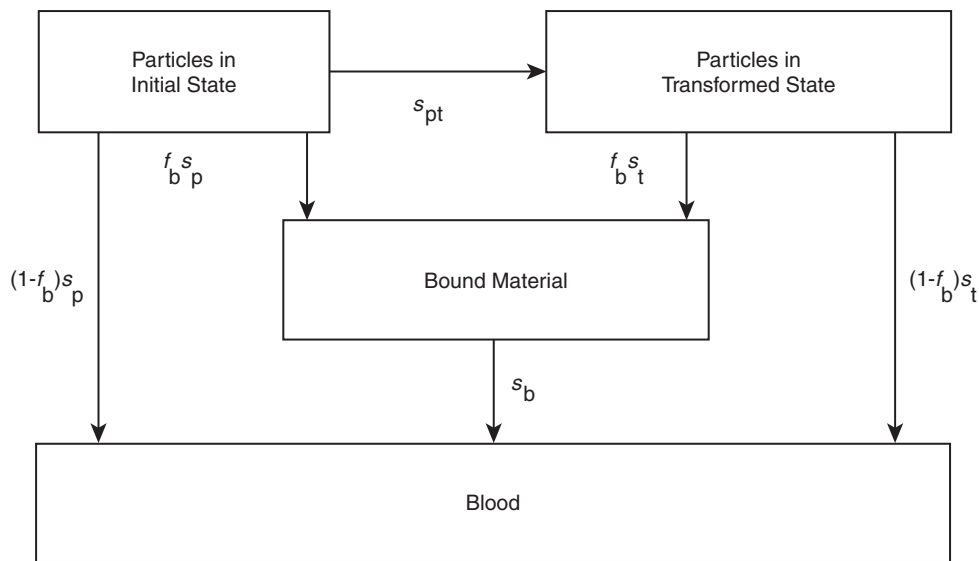 Particles in
Initial State
Particles in
Transformed State
s_pt
f_b s_p
f_b s_t
Bound Material
(1-f_b)s_p
(1-f_b)s_t
s_b
Blood